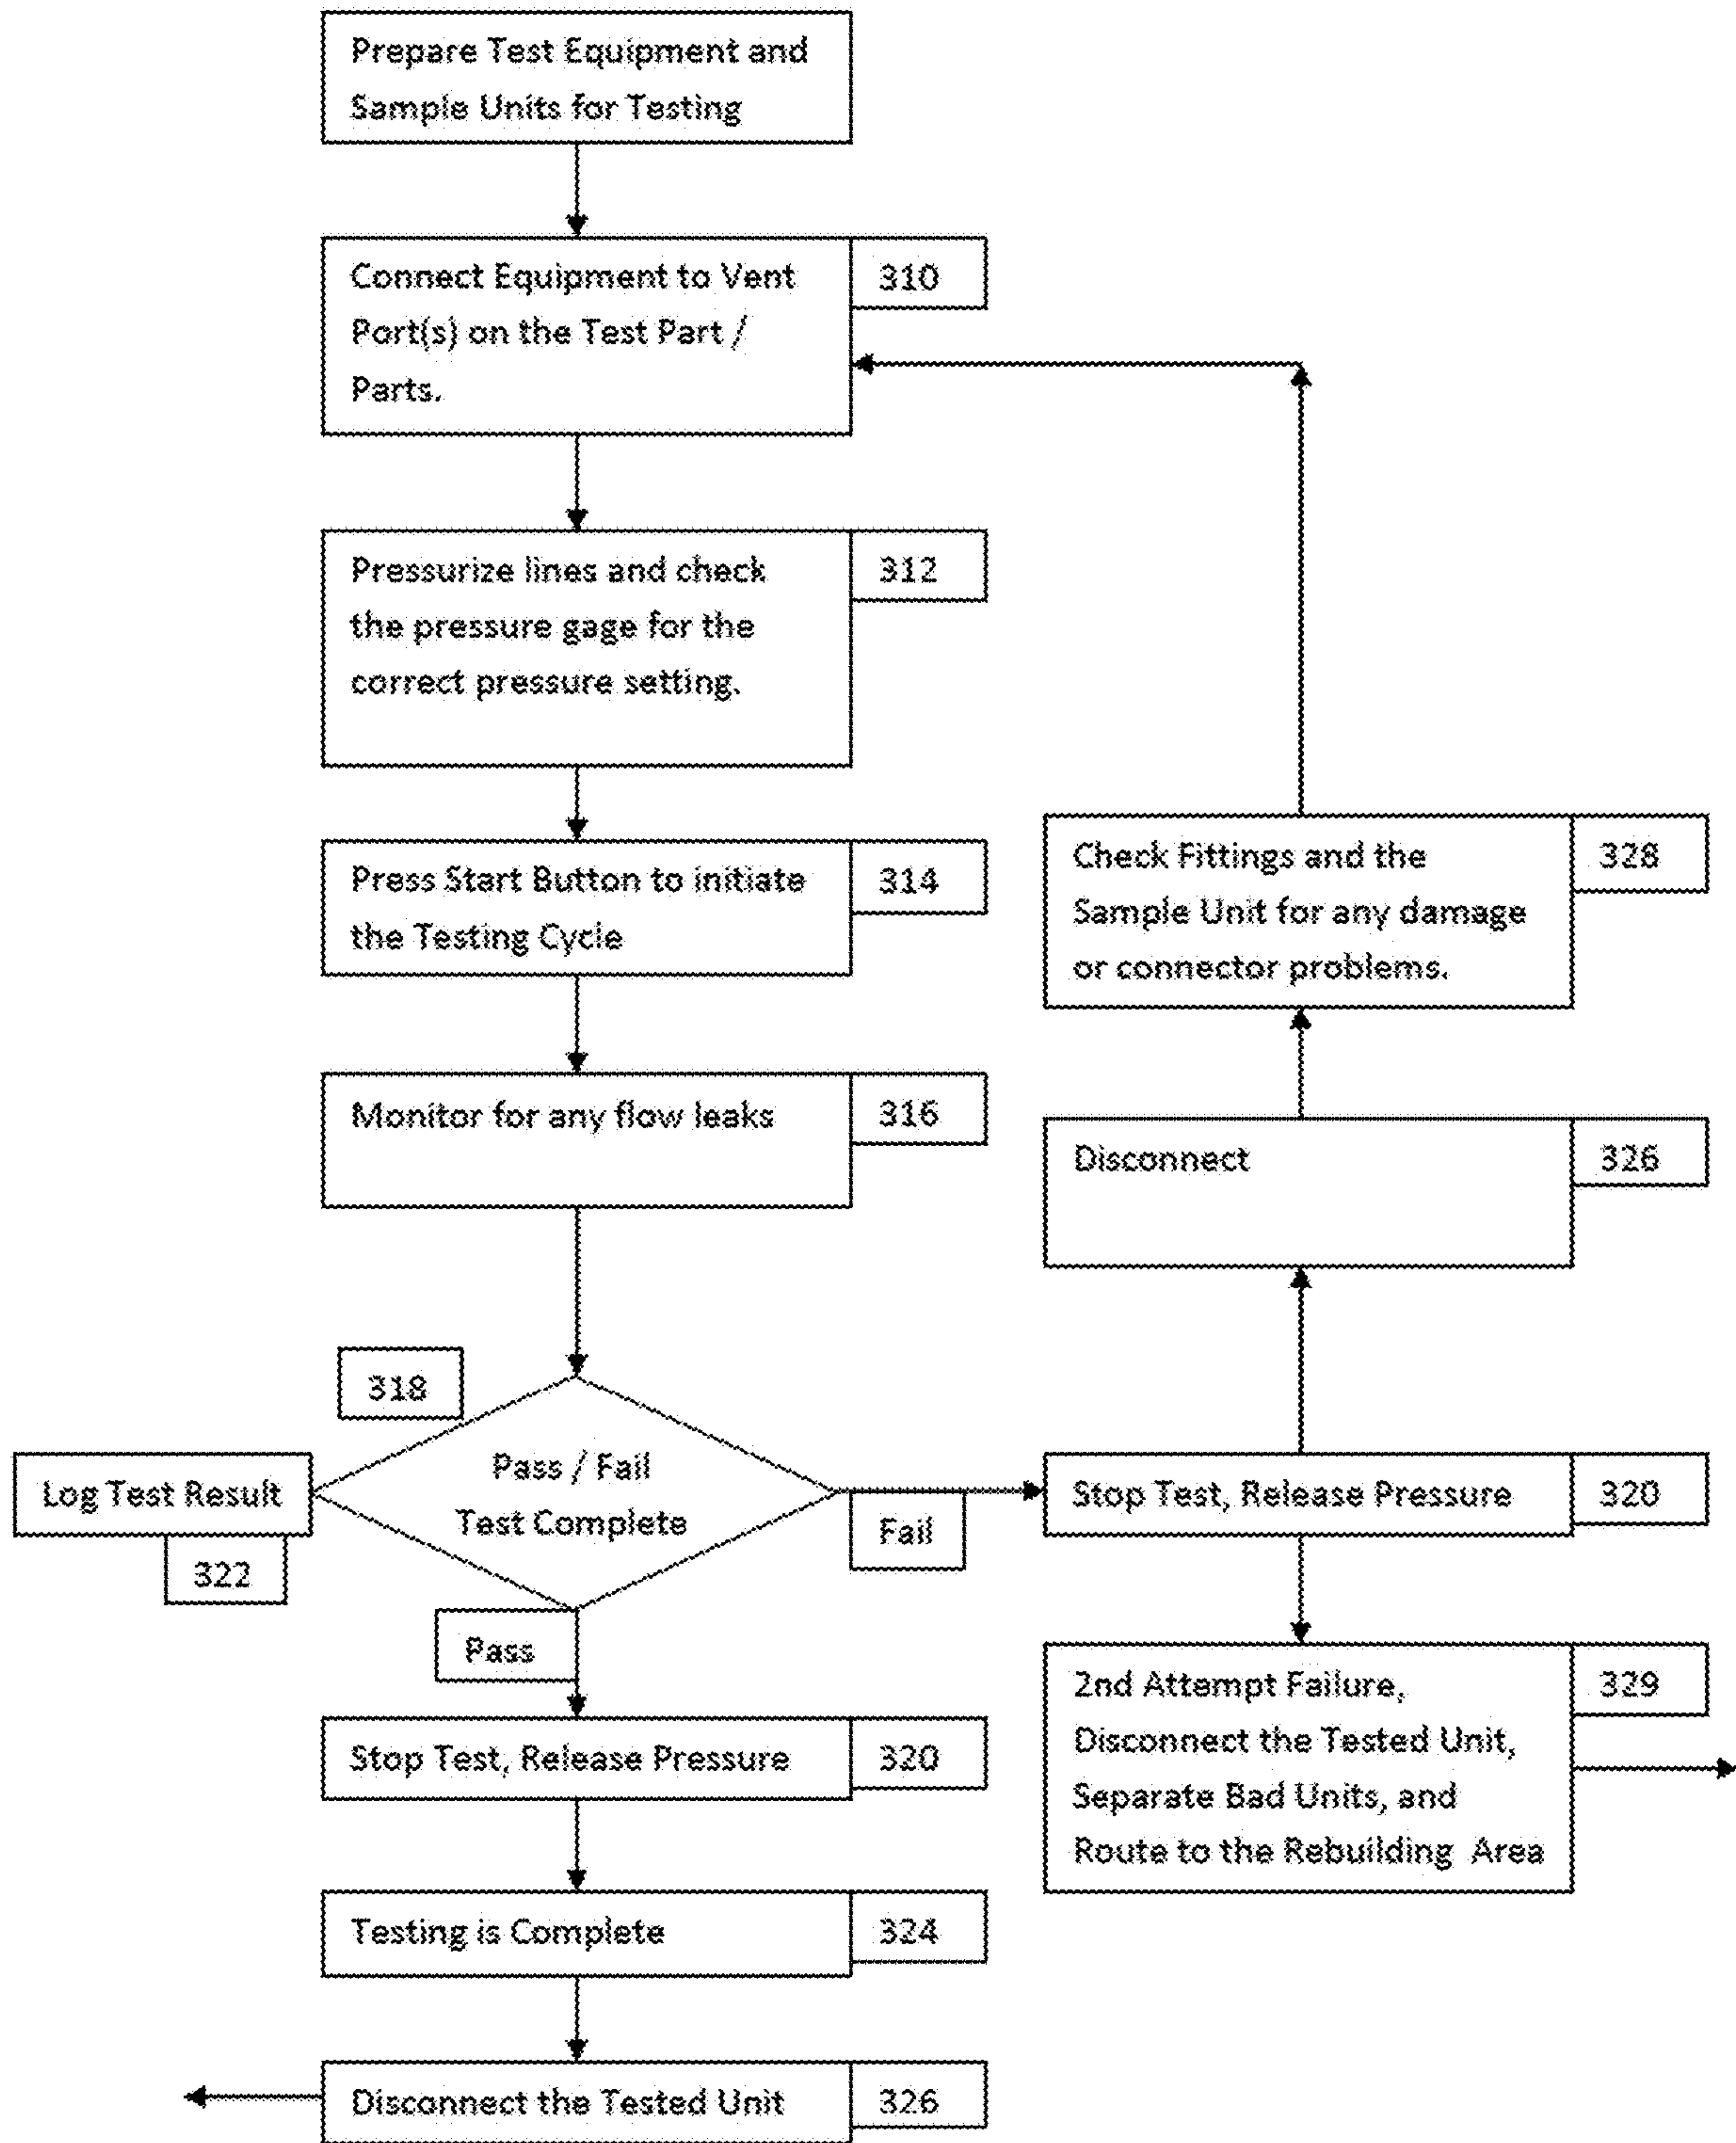 Prepare Test Equipment and
Sample Units for Testing
Connect Equipment to Vent
Port(s) on the Test Part /
Parts.
310
Pressurize lines and check
the pressure gage for the
correct pressure setting.
312
Press Start Button to initiate
the Testing Cycle
314
Monitor for any flow leaks
316
318
Pass / Fail
Test Complete
Log Test Result
322
Fail
Pass
Stop Test, Release Pressure
320
Testing is Complete
324
Disconnect the Tested Unit
326
Check Fittings and the
Sample Unit for any damage
or connector problems.
328
Disconnect
326
Stop Test, Release Pressure
320
2nd Attempt Failure,
Disconnect the Tested Unit,
Separate Bad Units, and
Route to the Rebuilding Area
329